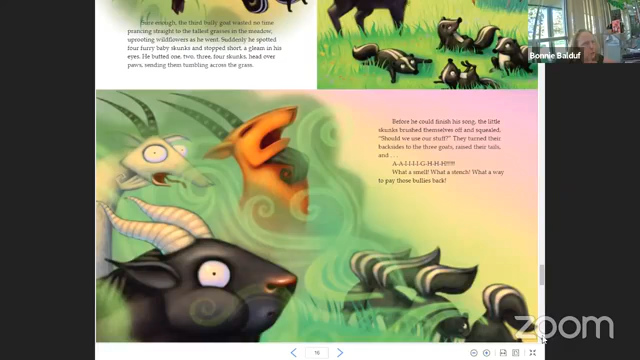 Sure enough, the third bully goat wasted no time
prancing straight to the tallest grasses in the meadow,
uprooting wildflowers as he went. Suddenly he spotted
four furry baby skunks and stopped short, a gleam in his
eyes. He butted one, two, three, four skunks, head over
paws, sending them tumbling across the grass.
Bonnie Balduf
Before he could finish his song, the little
skunks brushed themselves off and squealed,
"Should we use our stuff?" They turned their
backsides to the three goats, raised their tails,
and . . .
A-A-I-I-I-I-G-H-H-H!!!!!!
What a smell! What a stench! What a way
to pay those bullies back!
zoom
16